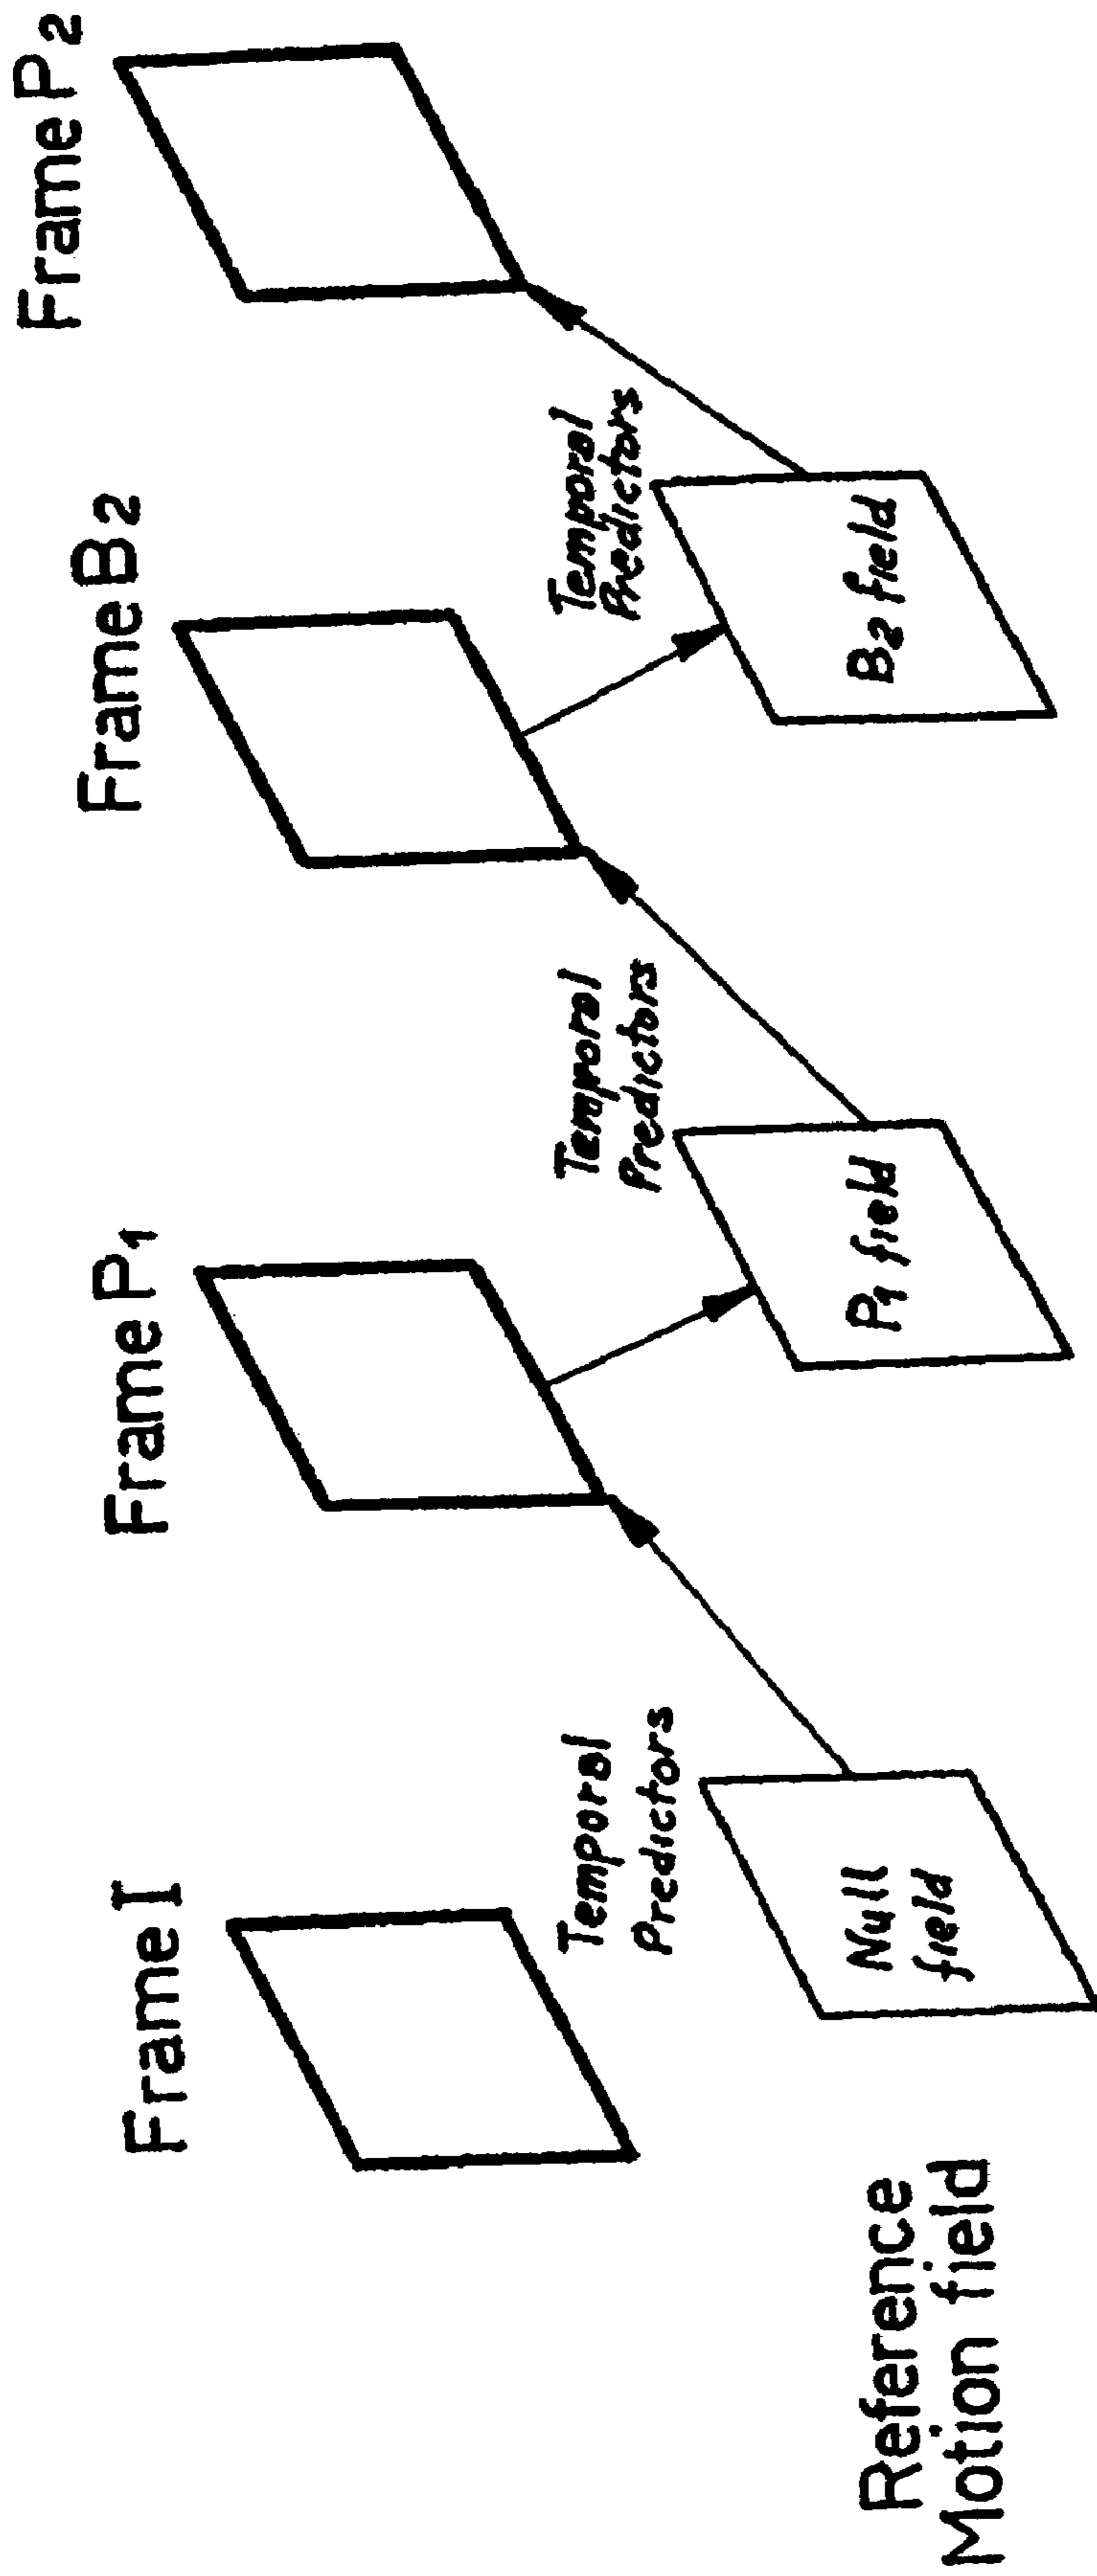 Frame I
Frame P₁
Frame B₂
Frame P₂
Temporal
Predictors
Temporal
Predictors
Temporal
Predictors
Reference
Motion field
Null
field
P₁ field
B₂ field